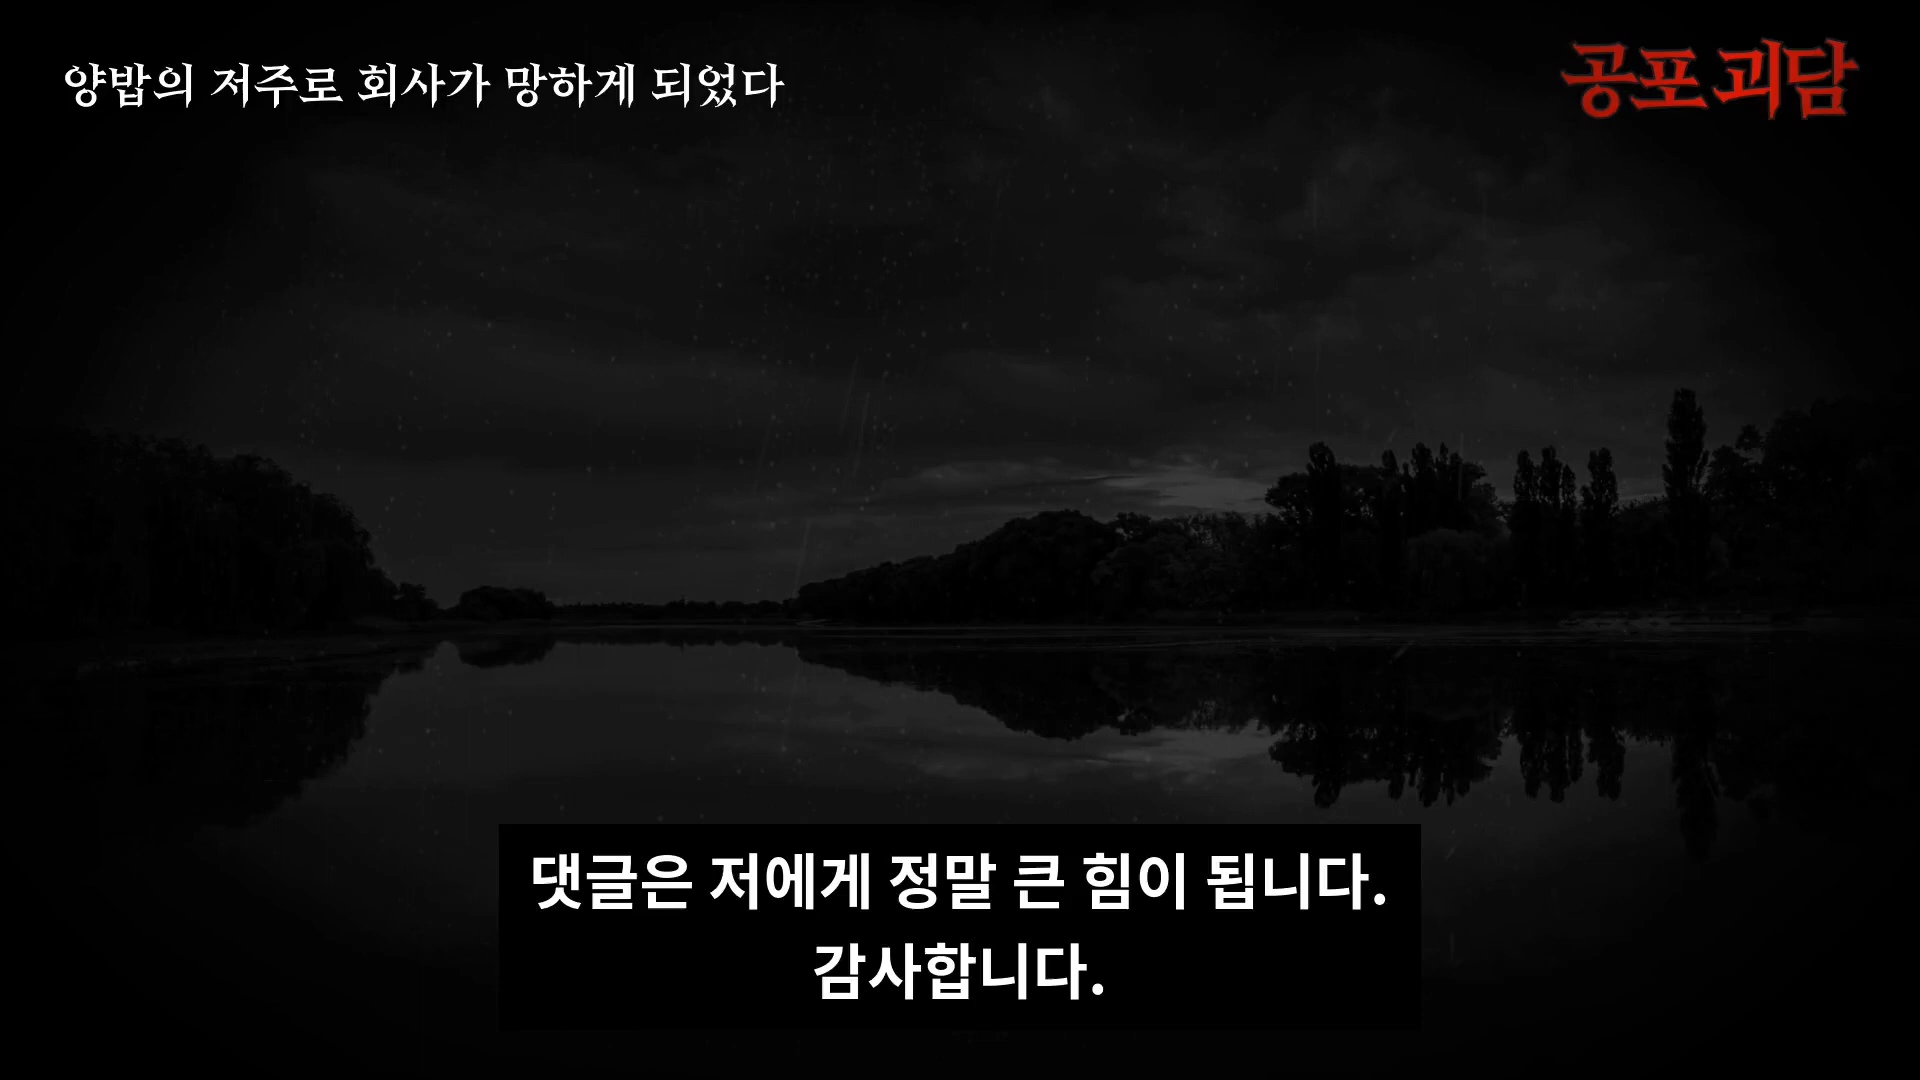 양밥의 저주로 회사가 망하게 되었다
공포 괴담
댓글은 저에게 정말 큰 힘이 됩니다.
감사합니다.